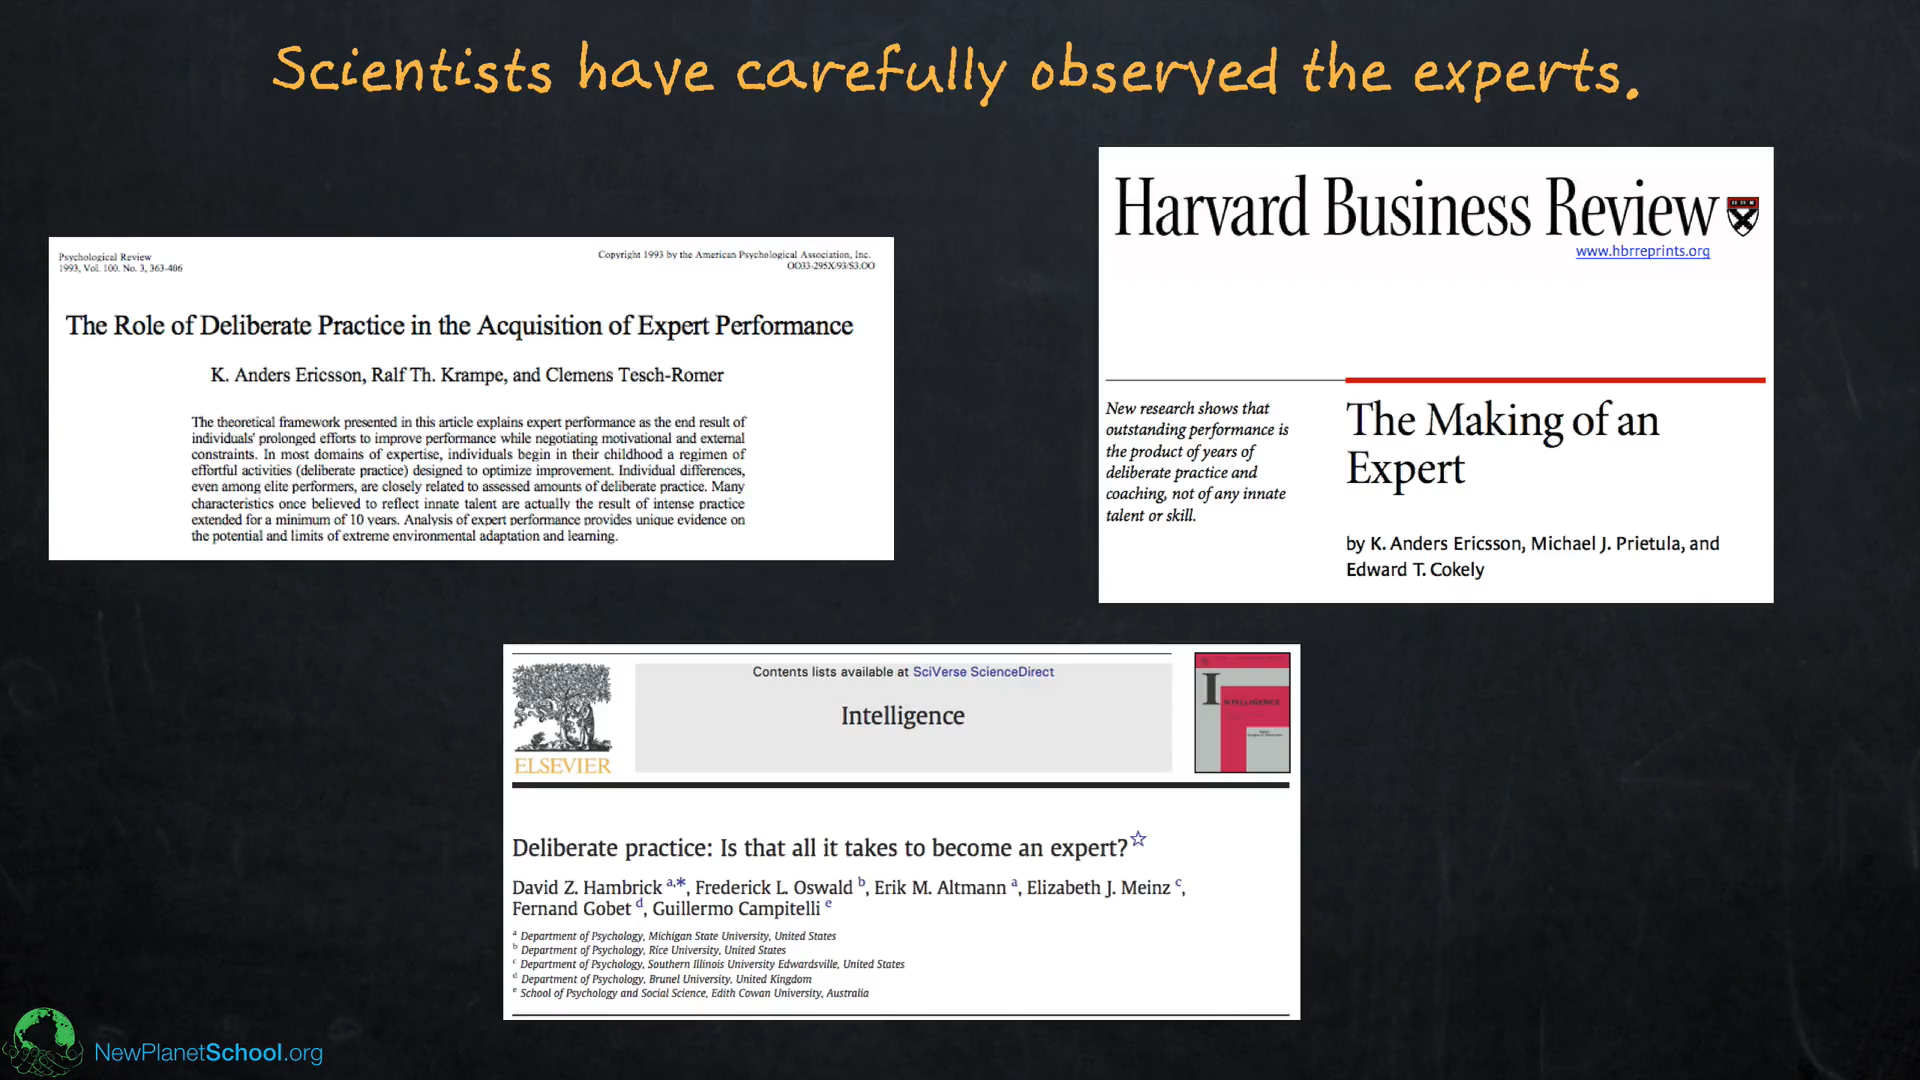 Scientists have carefully observed the experts.
Psychological Review
1993, Vol. 100. No. 3, 363-406
Copyright 1993 by the American Psychological Association, Inc.
OO33-295X/93/S3.OO
The Role of Deliberate Practice in the Acquisition of Expert Performance
K. Anders Ericsson, Ralf Th. Krampe, and Clemens Tesch-Romer
The theoretical framework presented in this article explains expert performance as the end result of
individuals' prolonged efforts to improve performance while negotiating motivational and external
constraints. In most domains of expertise, individuals begin in their childhood a regimen of
effortful activities (deliberate practice) designed to optimize improvement. Individual differences,
even among elite performers, are closely related to assessed amounts of deliberate practice. Many
characteristics once believed to reflect innate talent are actually the result of intense practice
extended for a minimum of 10 years. Analysis of expert performance provides unique evidence on
the potential and limits of extreme environmental adaptation and learning.
Harvard Business Review
www.hbrreprints.org
New research shows that
outstanding performance is
the product of years of
deliberate practice and
coaching, not of any innate
talent or skill.
The Making of an
Expert
by K. Anders Ericsson, Michael J. Prietula, and
Edward T. Cokely
ELSEVIER
Contents lists available at SciVerse ScienceDirect
Intelligence
I
INTELLIGENCE
Deliberate practice: Is that all it takes to become an expert?☆
David Z. Hambrick a,*, Frederick L. Oswald b, Erik M. Altmann a, Elizabeth J. Meinz c,
Fernand Gobet d, Guillermo Campitelli e
a Department of Psychology, Michigan State University, United States
b Department of Psychology, Rice University, United States
c Department of Psychology, Southern Illinois University Edwardsville, United States
d Department of Psychology, Brunel University, United Kingdom
e School of Psychology and Social Science, Edith Cowan University, Australia
NewPlanetSchool.org